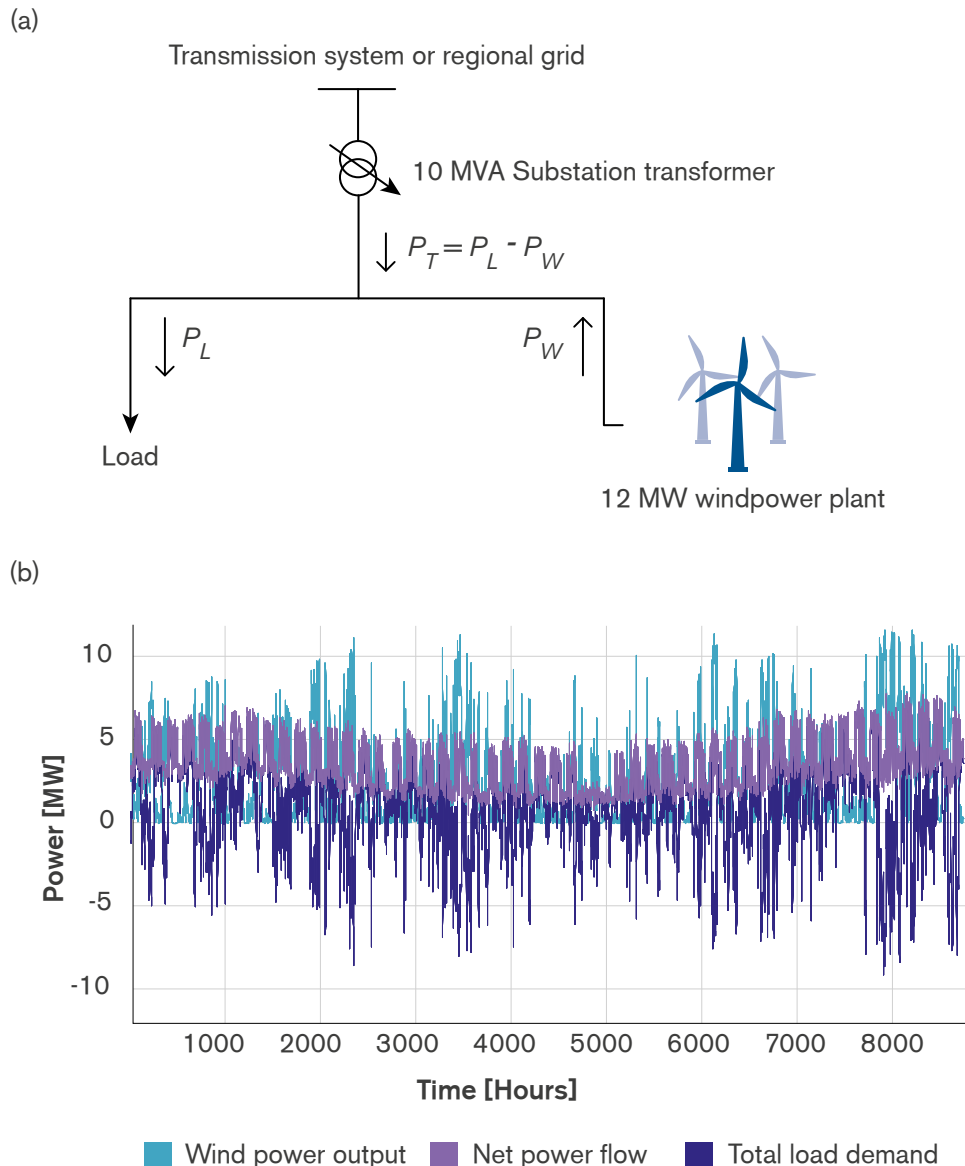 (a)
Transmission system or regional grid
10 MVA Substation transformer
P_T = P_L - P_W
P_L
P_W
Load
12 MW windpower plant
(b)
Power [MW]
10
5
0
-5
-10
1000 2000 3000 4000 5000 6000 7000 8000
Time [Hours]
Wind power output Net power flow Total load demand